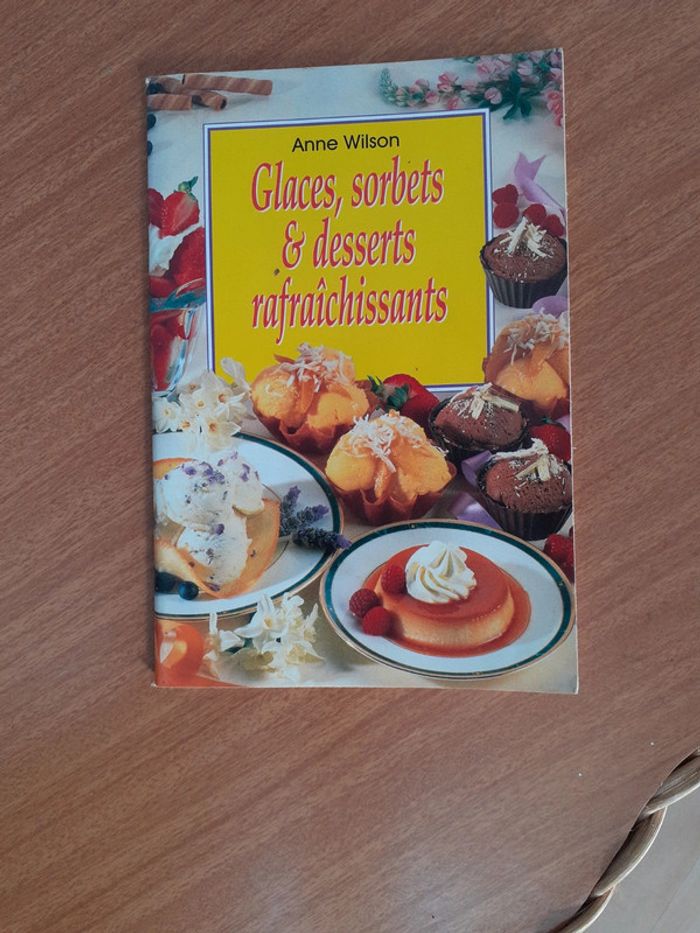 Anne Wilson
Glaces, sorbets
& desserts
rafraîchissants